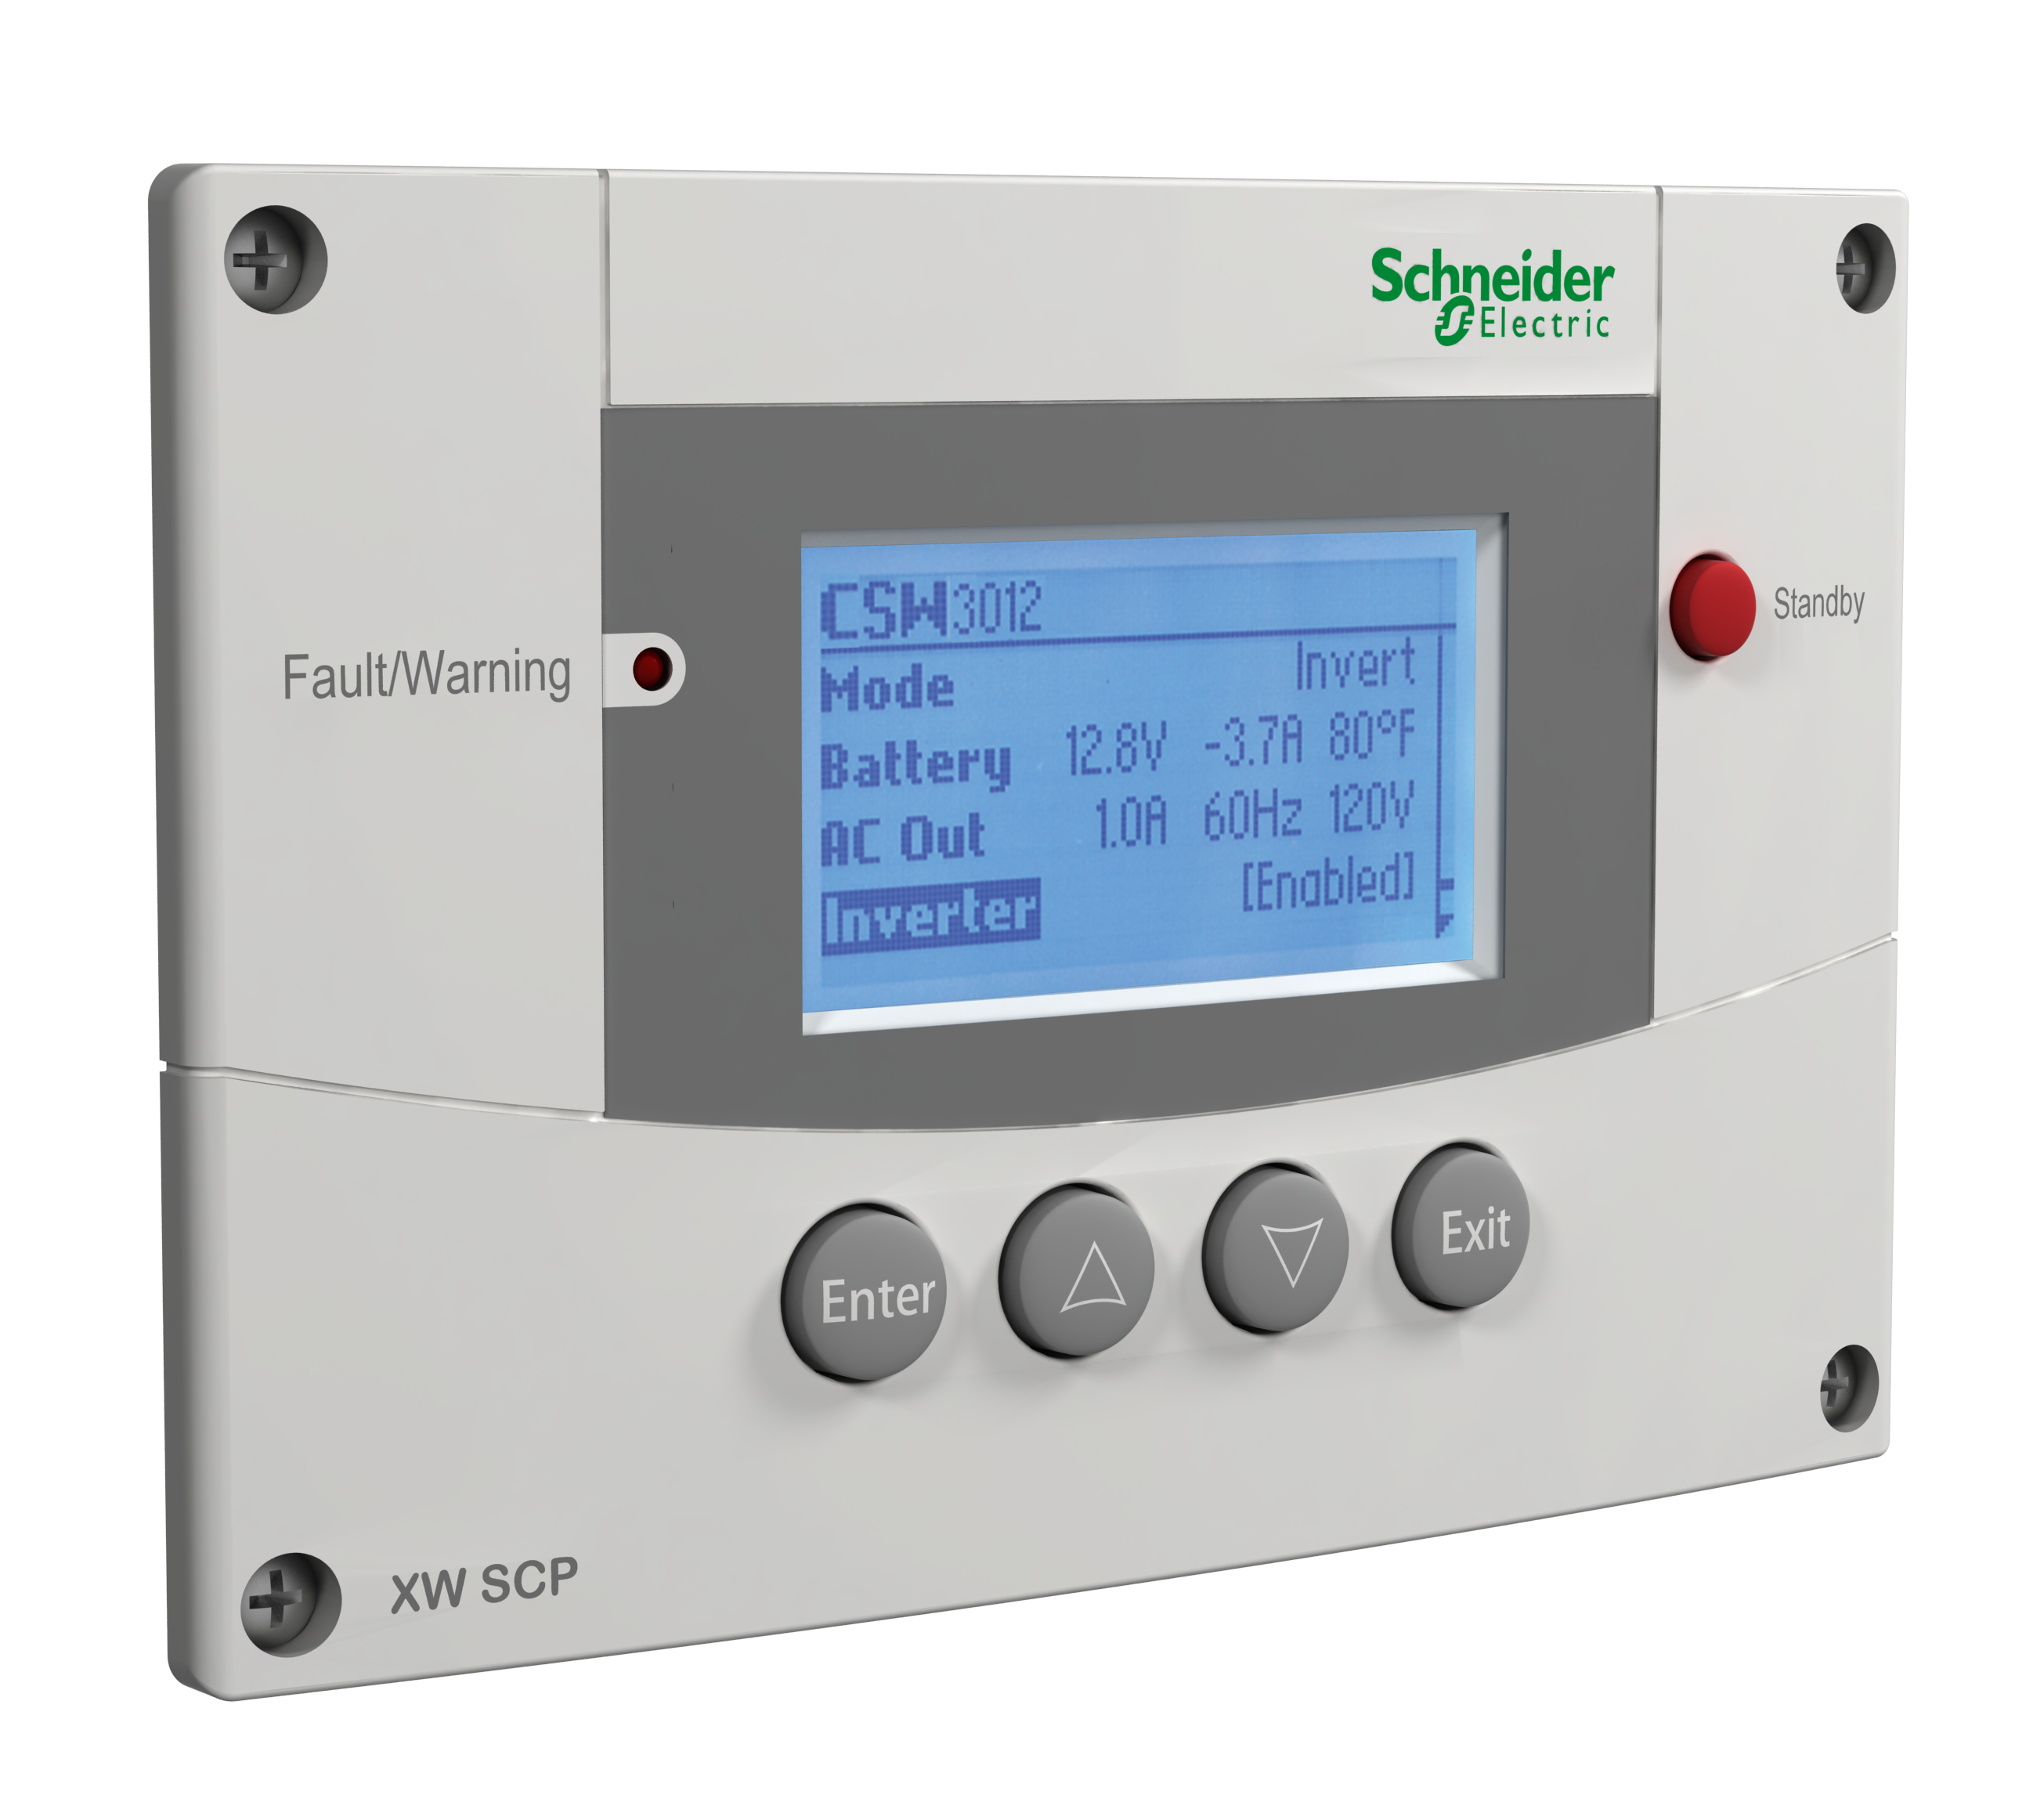 Schneider
Electric
Fault/Warning
Standby
CSW3012
Mode Invert
Battery 12.8V -3.7A 80°F
AC Out 1.0A 60Hz 120V
Inverter [Enabled]
Enter
Exit
XW SCP